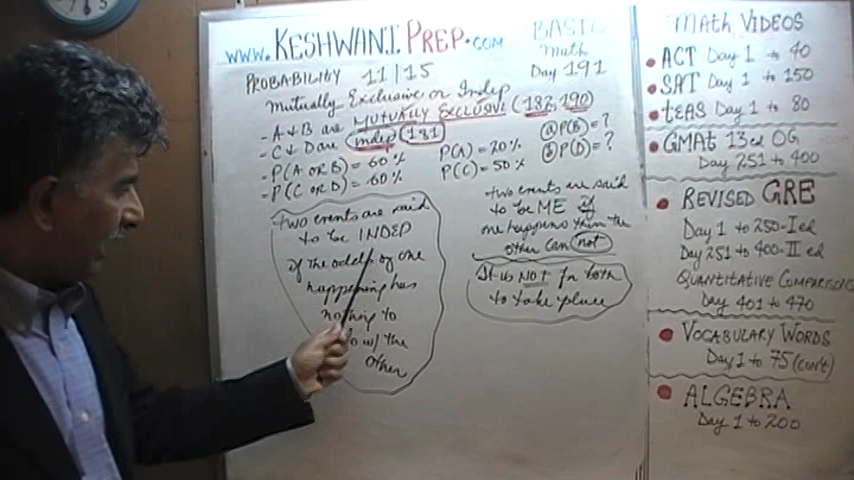 www.KESHWANIPREP.COM
BASIC
Math
Day 191
PROBABILITY 11/15
Mutually Exclusive or Indep
- A & B are MUTUALLY EXCLUSIVE (187, 190)
- C & D are indep 181
- P(A OR B) = 60%
- P(C OR D) = 60%
P(A) = 20%
P(C) = 50%
(a) P(B) = ?
(b) P(D) = ?
two events are said
to be INDEP
if the odds of one
happening has
nothing to
do w/ the
other
two events are said
to be ME if
one happens then the
other can not
It is NOT for both
to take place
Math VIDEOS
ACT Day 1 to 40
SAT Day 1 to 150
tEAS Day 1 to 80
GMAt 13ed OG
Day 251 to 400
REVISED GRE
Day 1 to 250-I ed
Day 251 to 400-II ed
QUANTITATIVE COMPARISONS
Day 401 to 470
VOCABULARY WORDS
Day 1 to 75 (con't)
ALGEBRA
Day 1 to 200